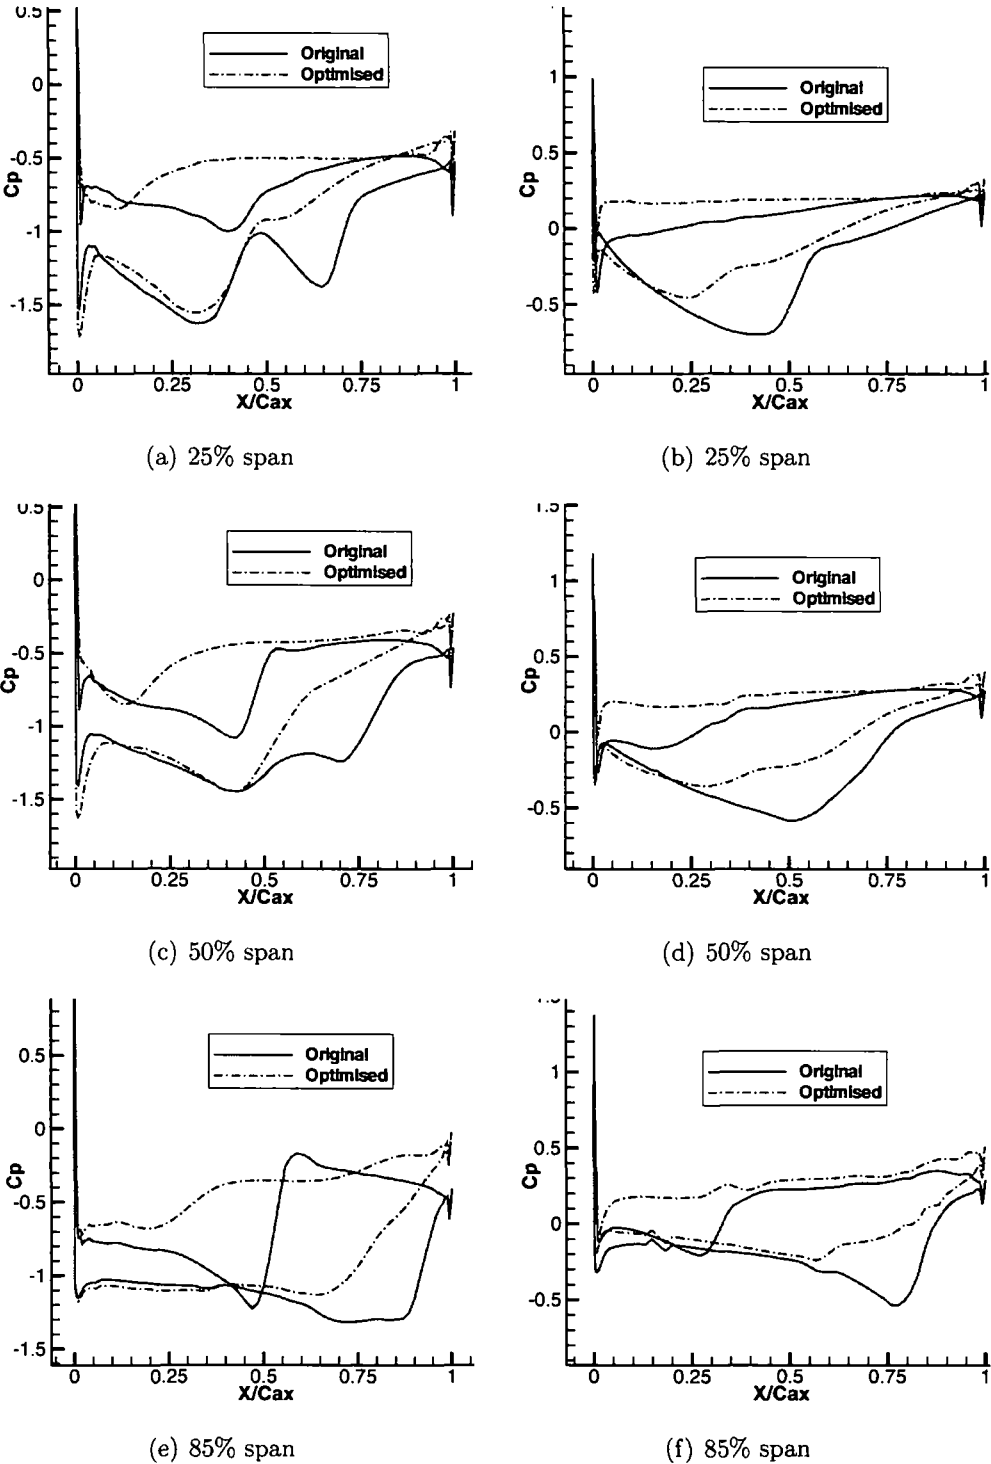 0.5
0
-0.5
-1
-1.5
Cp
Original
Optimised
0 0.25 0.5 0.75 1
X/Cax
(a) 25% span
1
0.5
0
-0.5
Cp
Original
Optimised
0 0.25 0.5 0.75 1
X/Cax
(b) 25% span
0.5
0
-0.5
-1
-1.5
Cp
Original
Optimised
0 0.25 0.5 0.75 1
X/Cax
(c) 50% span
1.5
1
0.5
0
-0.5
Cp
Original
Optimised
0 0.25 0.5 0.75 1
X/Cax
(d) 50% span
0.5
0
-0.5
-1
-1.5
Cp
Original
Optimised
0 0.25 0.5 0.75 1
X/Cax
(e) 85% span
1
0.5
0
-0.5
Cp
Original
Optimised
0 0.25 0.5 0.75 1
X/Cax
(f) 85% span